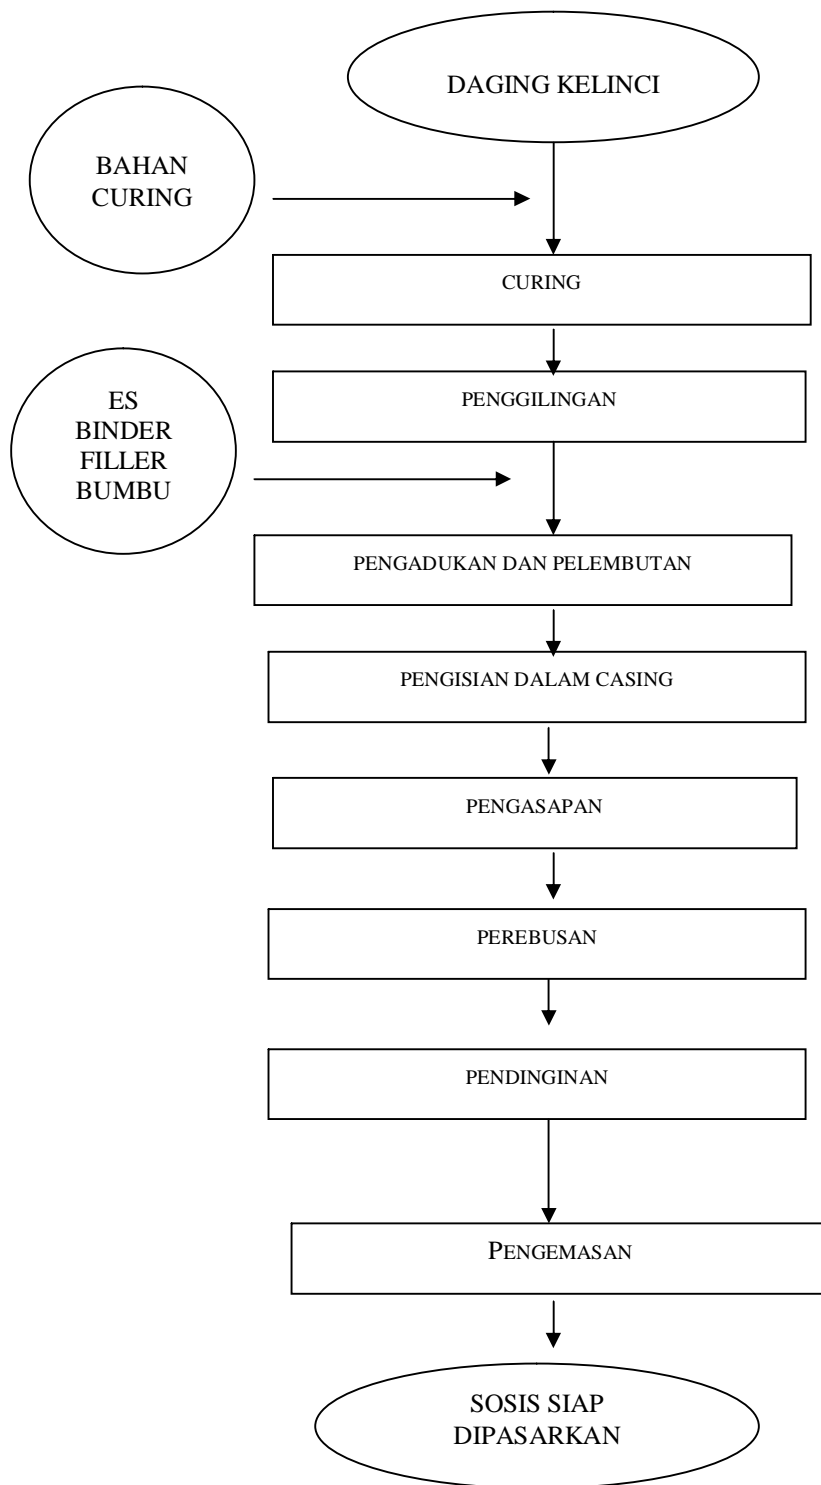 DAGING KELINCI
BAHAN
CURING
CURING
PENGGILINGAN
ES
BINDER
FILLER
BUMBU
PENGADUKAN DAN PELEMBUTAN
PENGISIAN DALAM CASING
PENGASAPAN
PEREBUSAN
PENDINGINAN
PENGEMASAN
SOSIS SIAP
DIPASARKAN